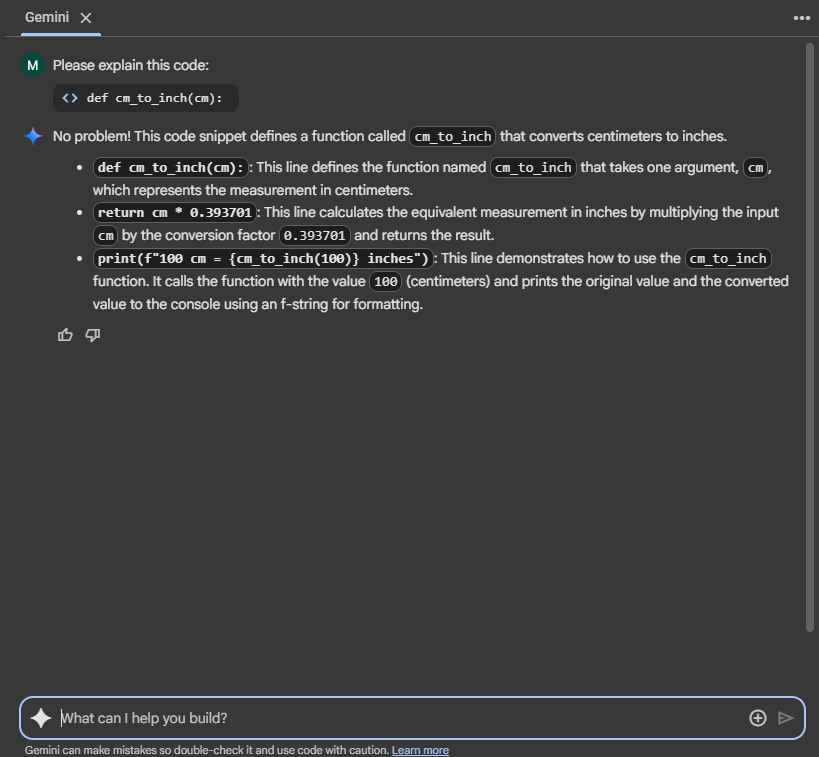 Gemini
M Please explain this code:
<> def cm_to_inch(cm):
No problem! This code snippet defines a function called cm_to_inch that converts centimeters to inches.
• def cm_to_inch(cm):: This line defines the function named cm_to_inch that takes one argument, cm,
which represents the measurement in centimeters.
• return cm * 0.393701: This line calculates the equivalent measurement in inches by multiplying the input
cm by the conversion factor 0.393701 and returns the result.
• print(f"100 cm = {cm_to_inch(100)} inches"): This line demonstrates how to use the cm_to_inch
function. It calls the function with the value 100 (centimeters) and prints the original value and the converted
value to the console using an f-string for formatting.
What can I help you build?
Gemini can make mistakes so double-check it and use code with caution. Learn more